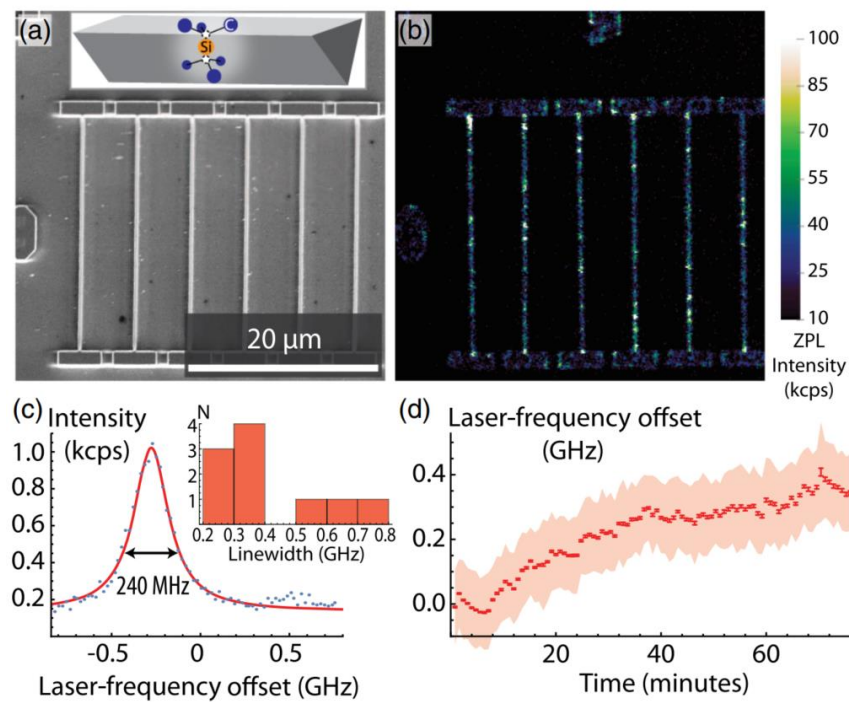 (a)
Si
C
20 µm
(b)
100
85
70
55
40
25
10
ZPL
Intensity
(kcps)
(c)
Intensity
(kcps)
1.0
0.8
0.6
0.4
0.2
240 MHz
-0.5
0
0.5
Laser-frequency offset (GHz)
N
4
3
2
1
0.2
0.3
0.4
0.5
0.6
0.7
0.8
Linewidth (GHz)
(d)
Laser-frequency offset
(GHz)
0.4
0.2
0.0
20
40
60
Time (minutes)